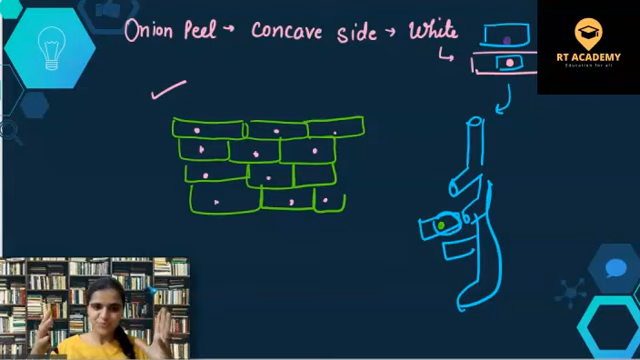 Onion Peel → Concave side → White
RT ACADEMY
Education for all